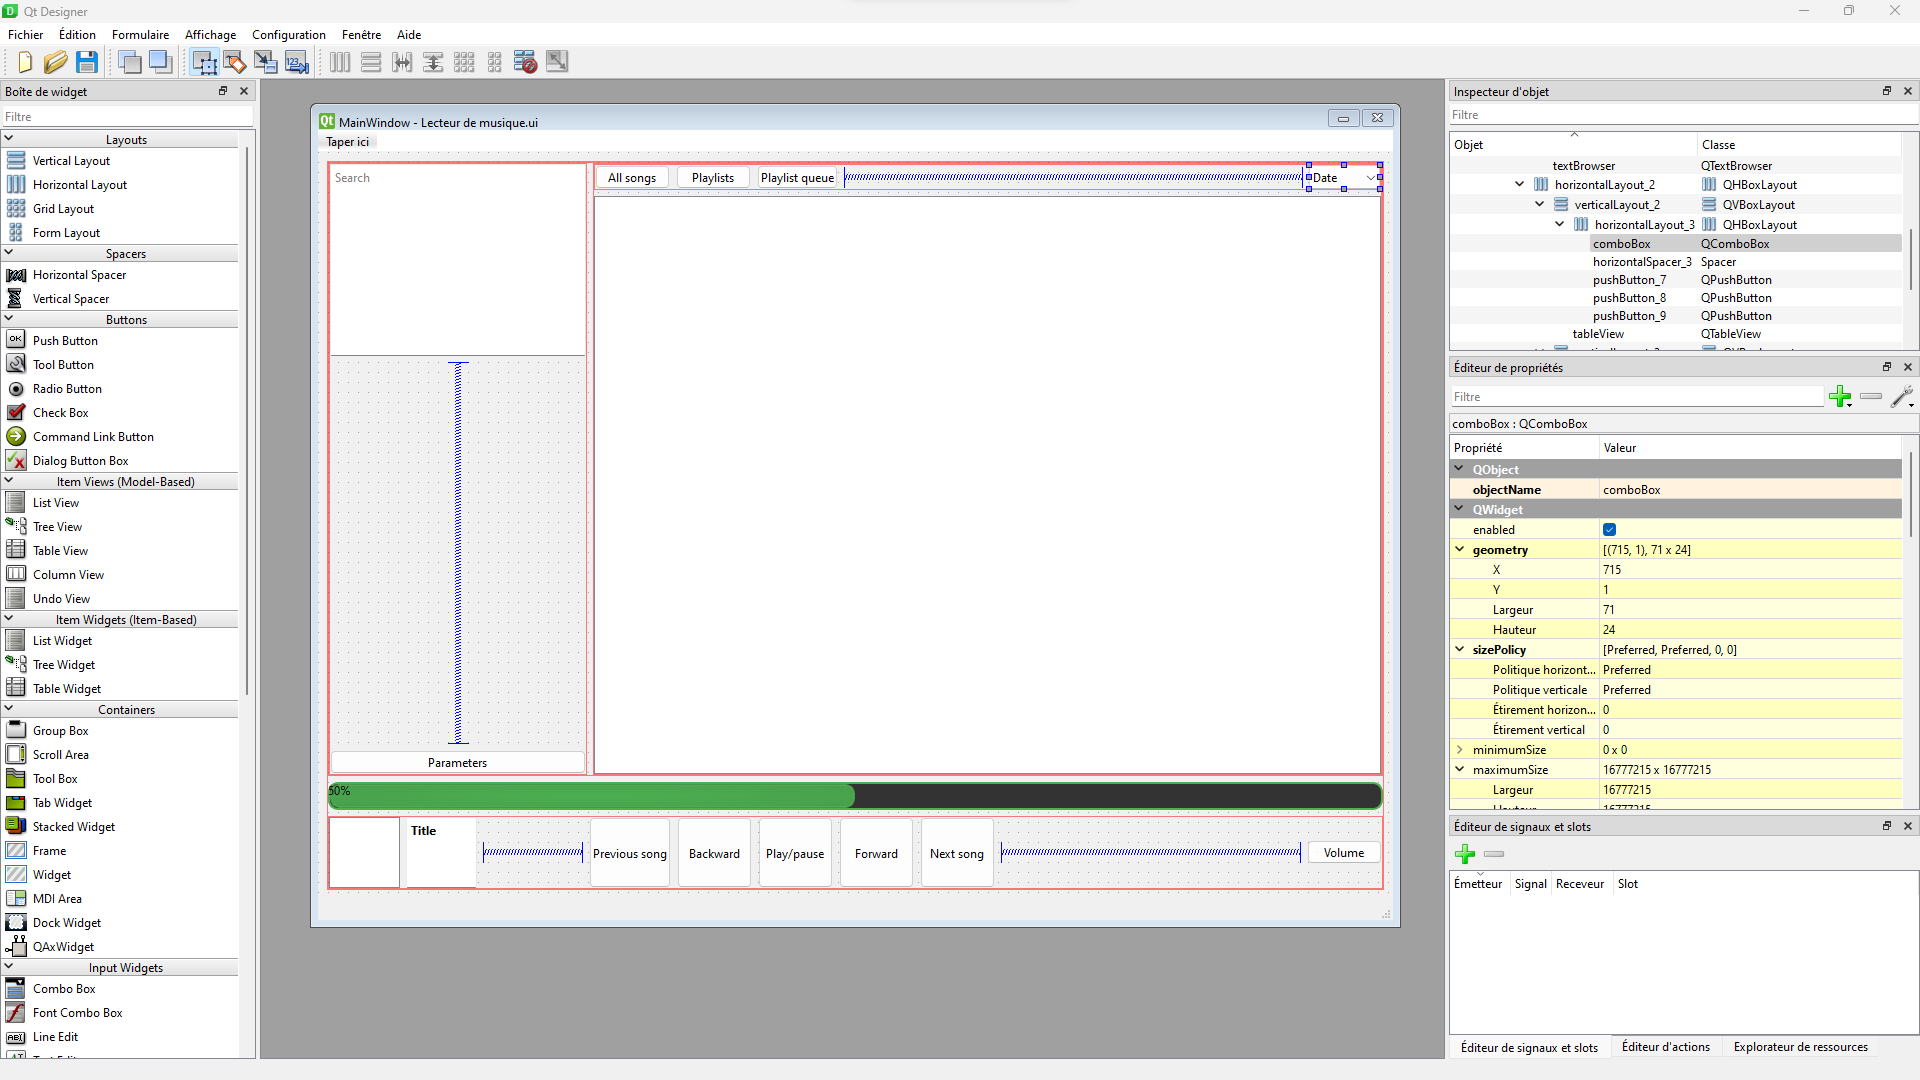 Qt Designer
Fichier Édition Formulaire Affichage Configuration Fenêtre Aide
Boîte de widget
Filtre
Layouts
Vertical Layout
Horizontal Layout
Grid Layout
Form Layout
Spacers
Horizontal Spacer
Vertical Spacer
Buttons
Push Button
Tool Button
Radio Button
Check Box
Command Link Button
Dialog Button Box
Item Views (Model-Based)
List View
Tree View
Table View
Column View
Undo View
Item Widgets (Item-Based)
List Widget
Tree Widget
Table Widget
Containers
Group Box
Scroll Area
Tool Box
Tab Widget
Stacked Widget
Frame
Widget
MDI Area
Dock Widget
QAxWidget
Input Widgets
Combo Box
Font Combo Box
Line Edit
MainWindow - Lecteur de musique.ui
Taper ici
Search
All songs Playlists Playlist queue Date
Parameters
50%
Title
Previous song Backward Play/pause Forward Next song Volume
Inspecteur d'objet
Filtre
Objet Classe
textBrowser QTextBrowser
horizontalLayout_2 QHBoxLayout
verticalLayout_2 QVBoxLayout
horizontalLayout_3 QHBoxLayout
comboBox QComboBox
horizontalSpacer_3 Spacer
pushButton_7 QPushButton
pushButton_8 QPushButton
pushButton_9 QPushButton
tableView QTableView
Éditeur de propriétés
Filtre
comboBox : QComboBox
Propriété Valeur
QObject
objectName comboBox
QWidget
enabled
geometry [(715, 1), 71 x 24]
X 715
Y 1
Largeur 71
Hauteur 24
sizePolicy [Preferred, Preferred, 0, 0]
Politique horizont... Preferred
Politique verticale Preferred
Étirement horizon... 0
Étirement vertical 0
minimumSize 0 x 0
maximumSize 16777215 x 16777215
Largeur 16777215
Hauteur 16777215
Éditeur de signaux et slots
Émetteur Signal Receveur Slot
Éditeur de signaux et slots Éditeur d'actions Explorateur de ressources